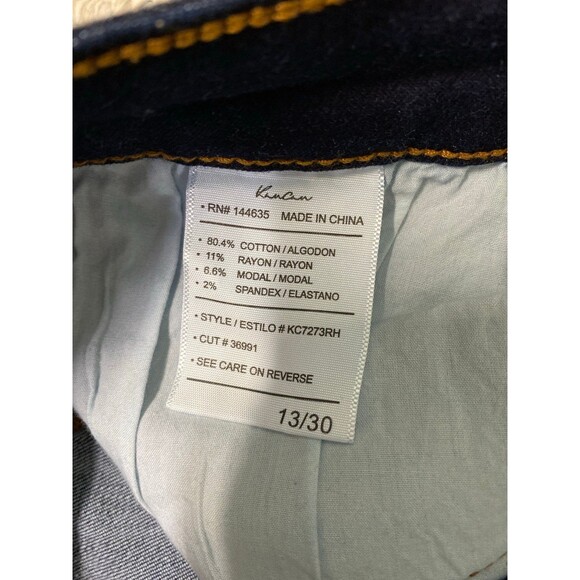 KanCan
• RN# 144635 MADE IN CHINA
• 80.4% COTTON / ALGODON
• 11% RAYON / RAYON
• 6.6% MODAL / MODAL
• 2% SPANDEX / ELASTANO
• STYLE / ESTILO # KC7273RH
• CUT # 36991
• SEE CARE ON REVERSE
13/30